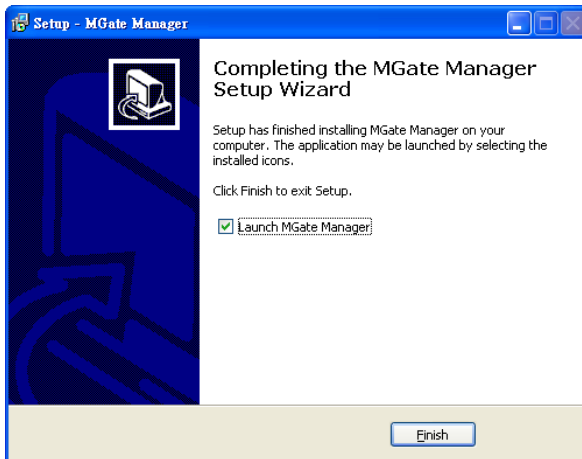 Setup - MGate Manager
Completing the MGate Manager
Setup Wizard
Setup has finished installing MGate Manager on your
computer. The application may be launched by selecting the
installed icons.
Click Finish to exit Setup.
Launch MGate Manager
Finish